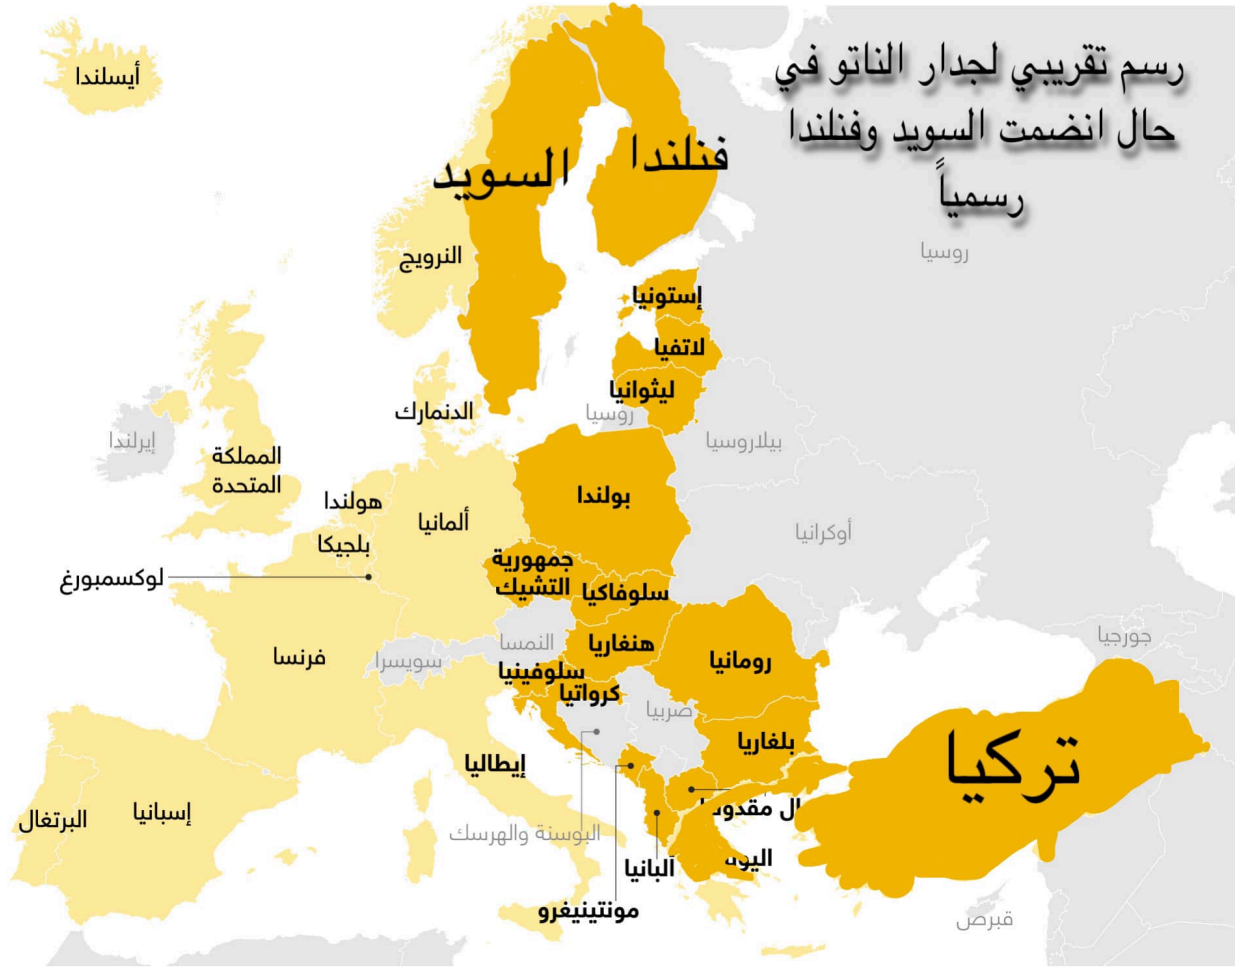 رسم تقريبي لجدار الناتو في
حال انضمت السويد وفنلندا
رسمياً
أيسلندا
فنلندا
السويد
النرويج
روسيا
إستونيا
لاتفيا
ليثوانيا
روسيا
الدنمارك
إيرلندا
بيلاروسيا
المملكة
المتحدة
هولندا
بولندا
ألمانيا
أوكرانيا
بلجيكا
جمهورية
التشيك
لوكسمبورغ
سلوفاكيا
النمسا
هنغاريا
جورجيا
فرنسا
سويسرا
رومانيا
سلوفينيا
كرواتيا
صربيا
بلغاريا
تركيا
إيطاليا
إسبانيا
البرتغال
البوسنة والهرسك
ألبانيا
مونتينيغرو
قبرص